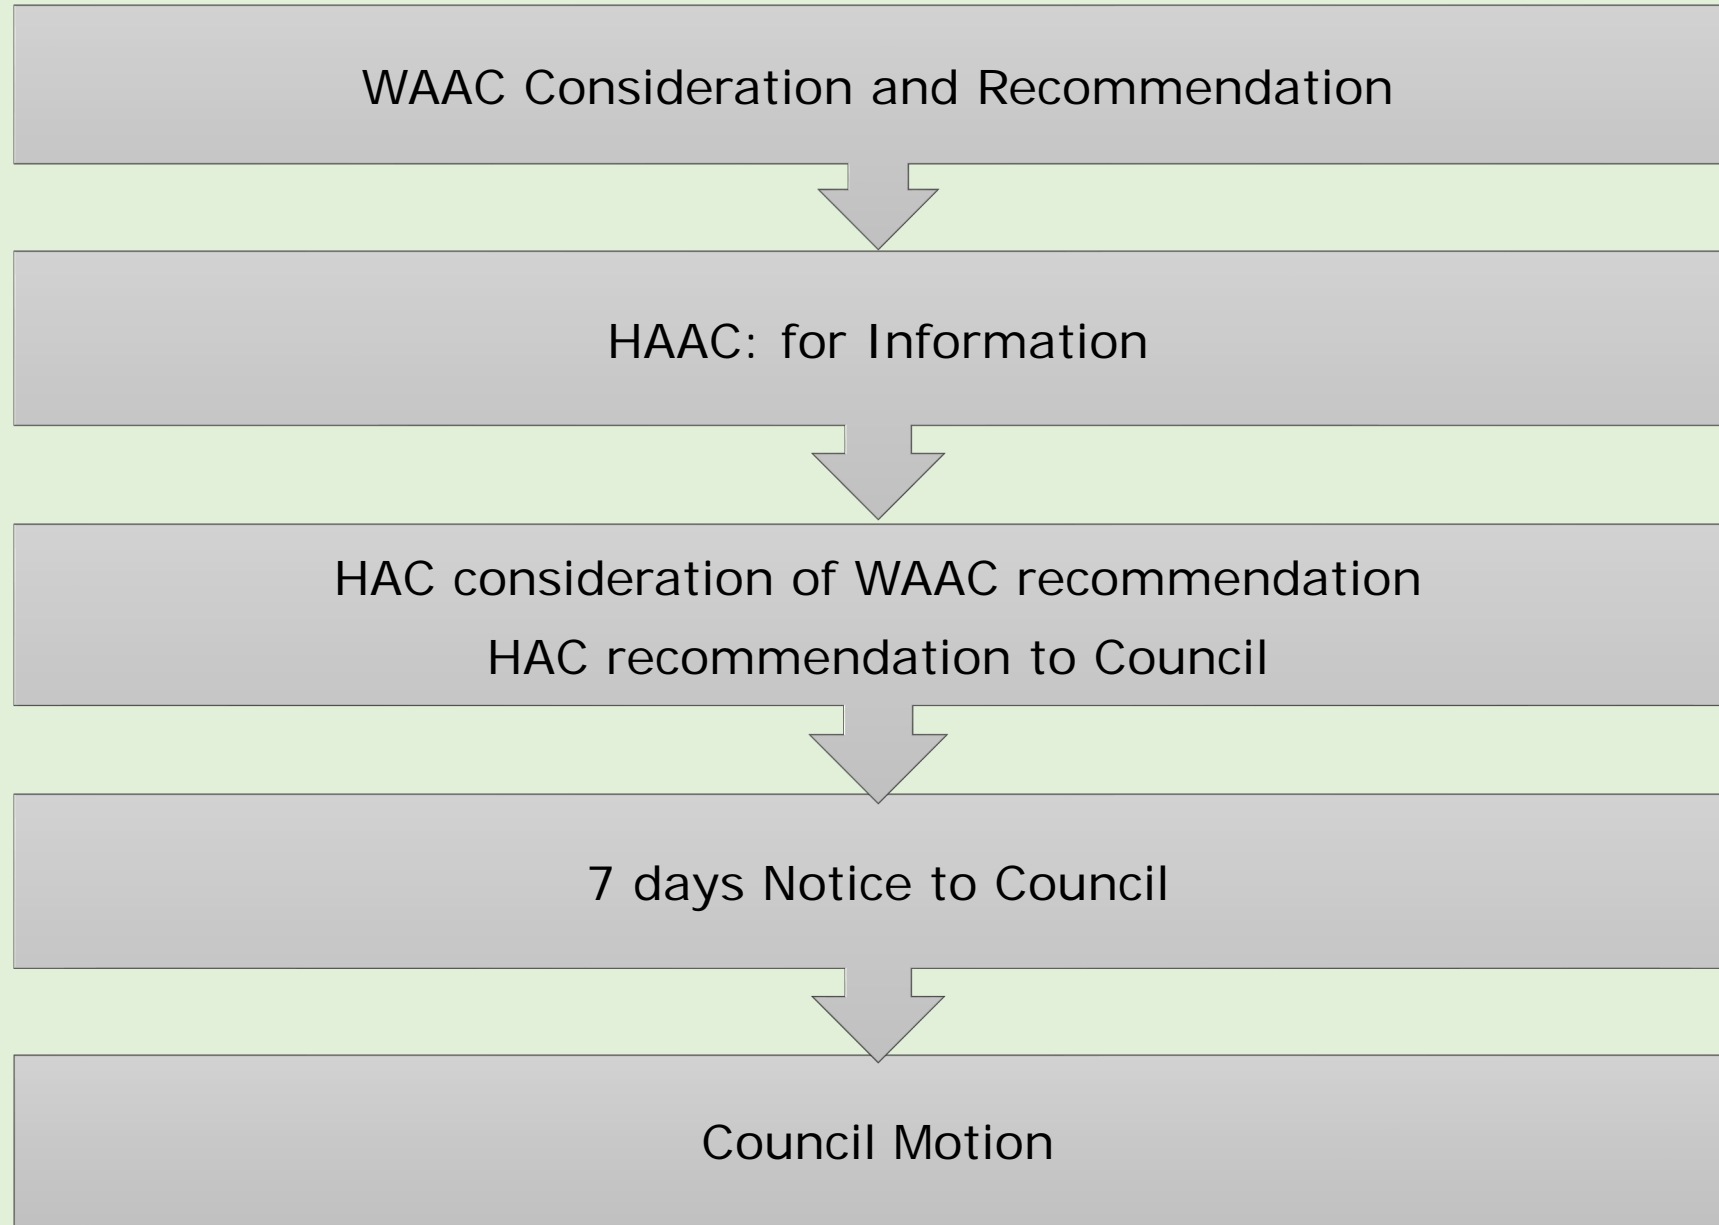 WAAC Consideration and Recommendation
HAAC: for Information
HAC consideration of WAAC recommendation
HAC recommendation to Council
7 days Notice to Council
Council Motion